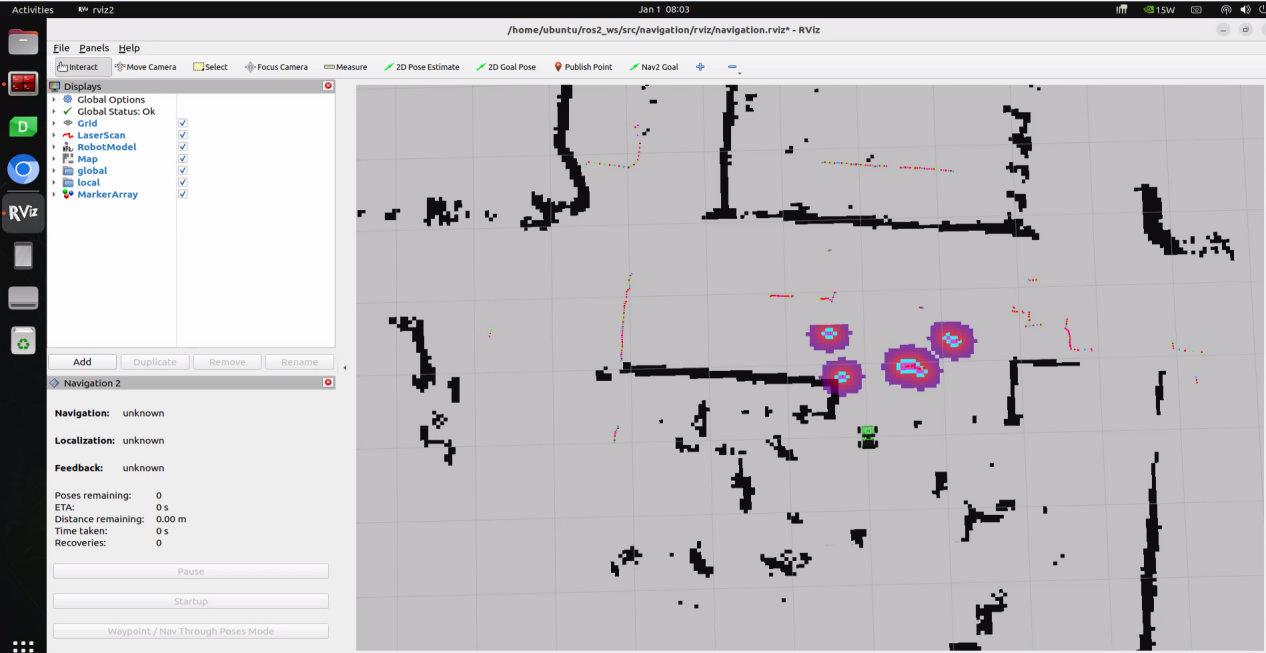 Activities RViz rviz2 Jan 1 08:03 15W
/home/ubuntu/ros2_ws/src/navigation/rviz/navigation.rviz* - RViz
File Panels Help
Interact Move Camera Select Focus Camera Measure 2D Pose Estimate 2D Goal Pose Publish Point Nav2 Goal
Displays
Global Options
Global Status: Ok
Grid
LaserScan
RobotModel
Map
global
local
MarkerArray
D
RViz
Add Duplicate Remove Rename
Navigation 2
Navigation: unknown
Localization: unknown
Feedback: unknown
Poses remaining: 0
ETA: 0 s
Distance remaining: 0.00 m
Time taken: 0 s
Recoveries: 0
Pause
Startup
Waypoint / Nav Through Poses Mode